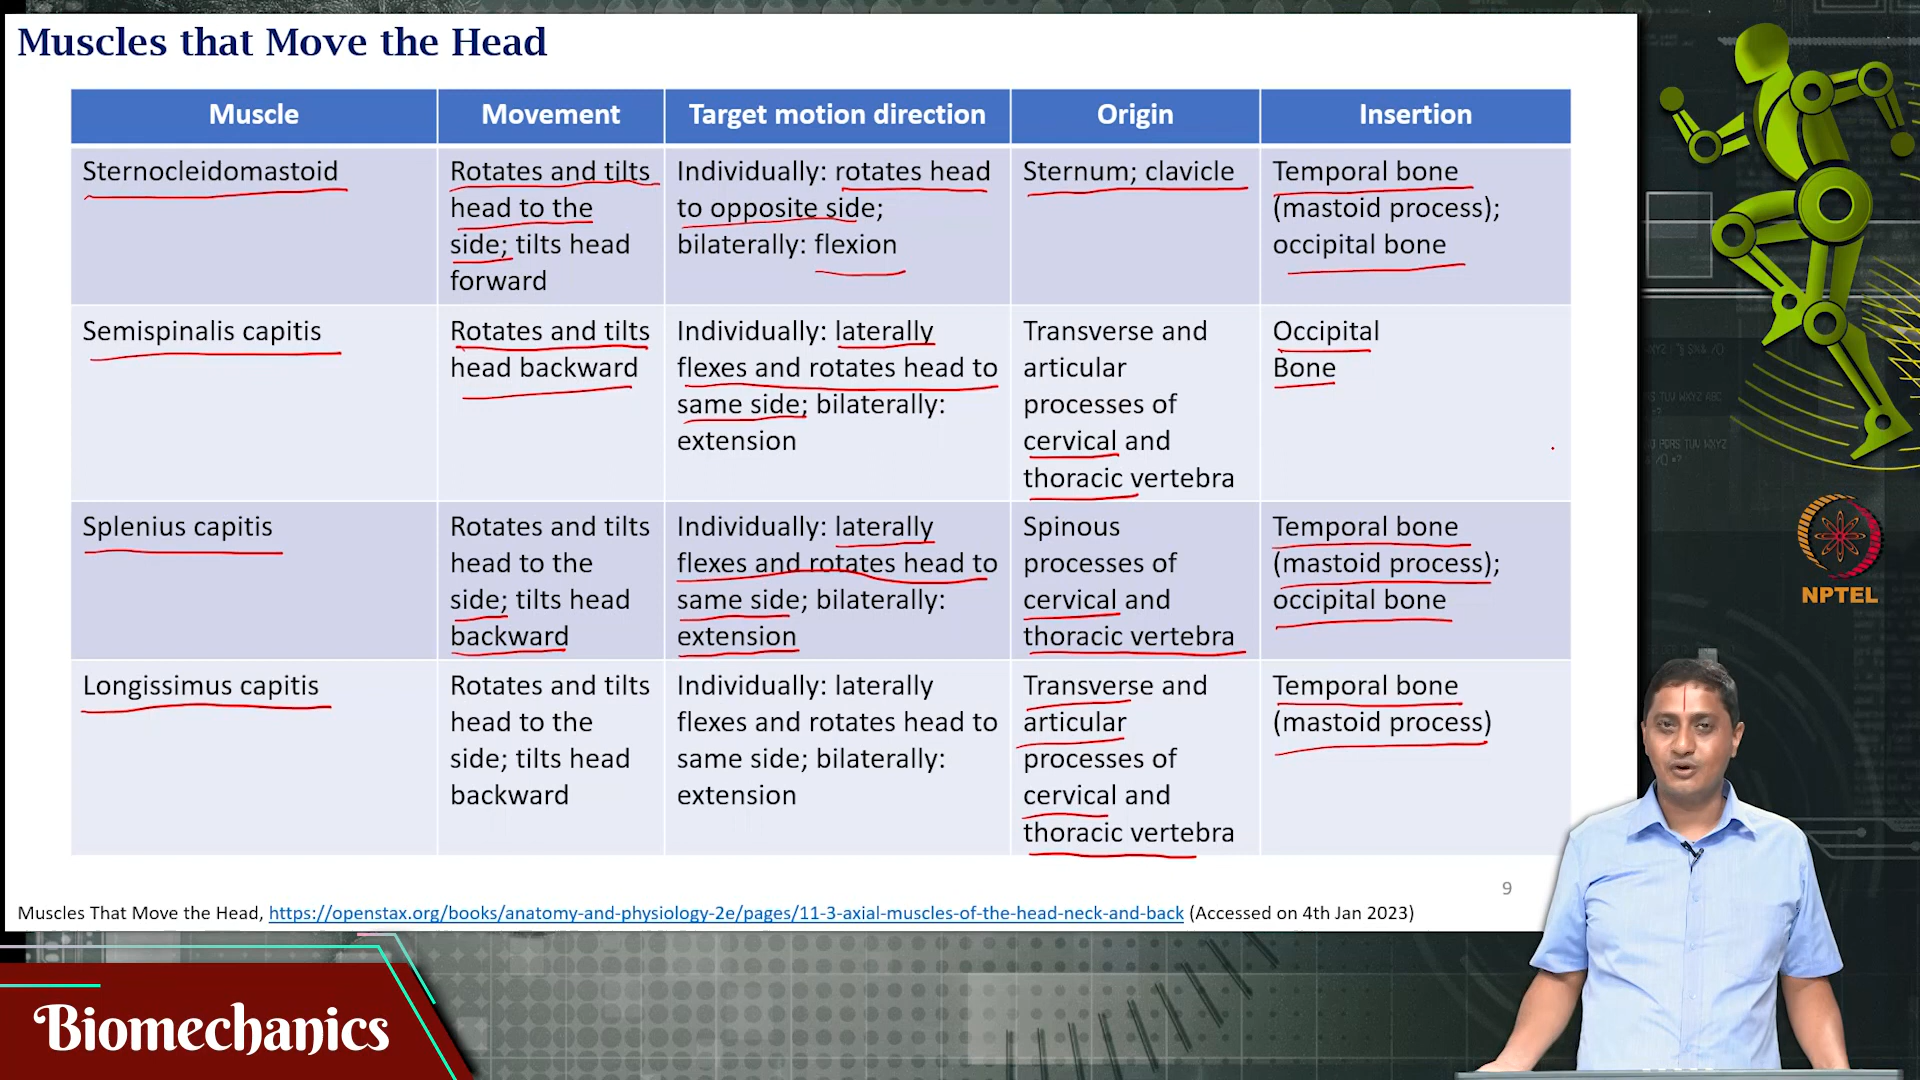 Muscles that Move the Head
Muscle Movement Target motion direction Origin Insertion
Sternocleidomastoid
Rotates and tilts
head to the
side; tilts head
forward
Individually: rotates head
to opposite side;
bilaterally: flexion
Sternum; clavicle
Temporal bone
(mastoid process);
occipital bone
Semispinalis capitis
Rotates and tilts
head backward
Individually: laterally
flexes and rotates head to
same side; bilaterally:
extension
Transverse and
articular
processes of
cervical and
thoracic vertebra
Occipital
Bone
Splenius capitis
Rotates and tilts
head to the
side; tilts head
backward
Individually: laterally
flexes and rotates head to
same side; bilaterally:
extension
Spinous
processes of
cervical and
thoracic vertebra
Temporal bone
(mastoid process);
occipital bone
Longissimus capitis
Rotates and tilts
head to the
side; tilts head
backward
Individually: laterally
flexes and rotates head to
same side; bilaterally:
extension
Transverse and
articular
processes of
cervical and
thoracic vertebra
Temporal bone
(mastoid process)
9
Muscles That Move the Head, https://openstax.org/books/anatomy-and-physiology-2e/pages/11-3-axial-muscles-of-the-head-neck-and-back (Accessed on 4th Jan 2023)
NPTEL
Biomechanics